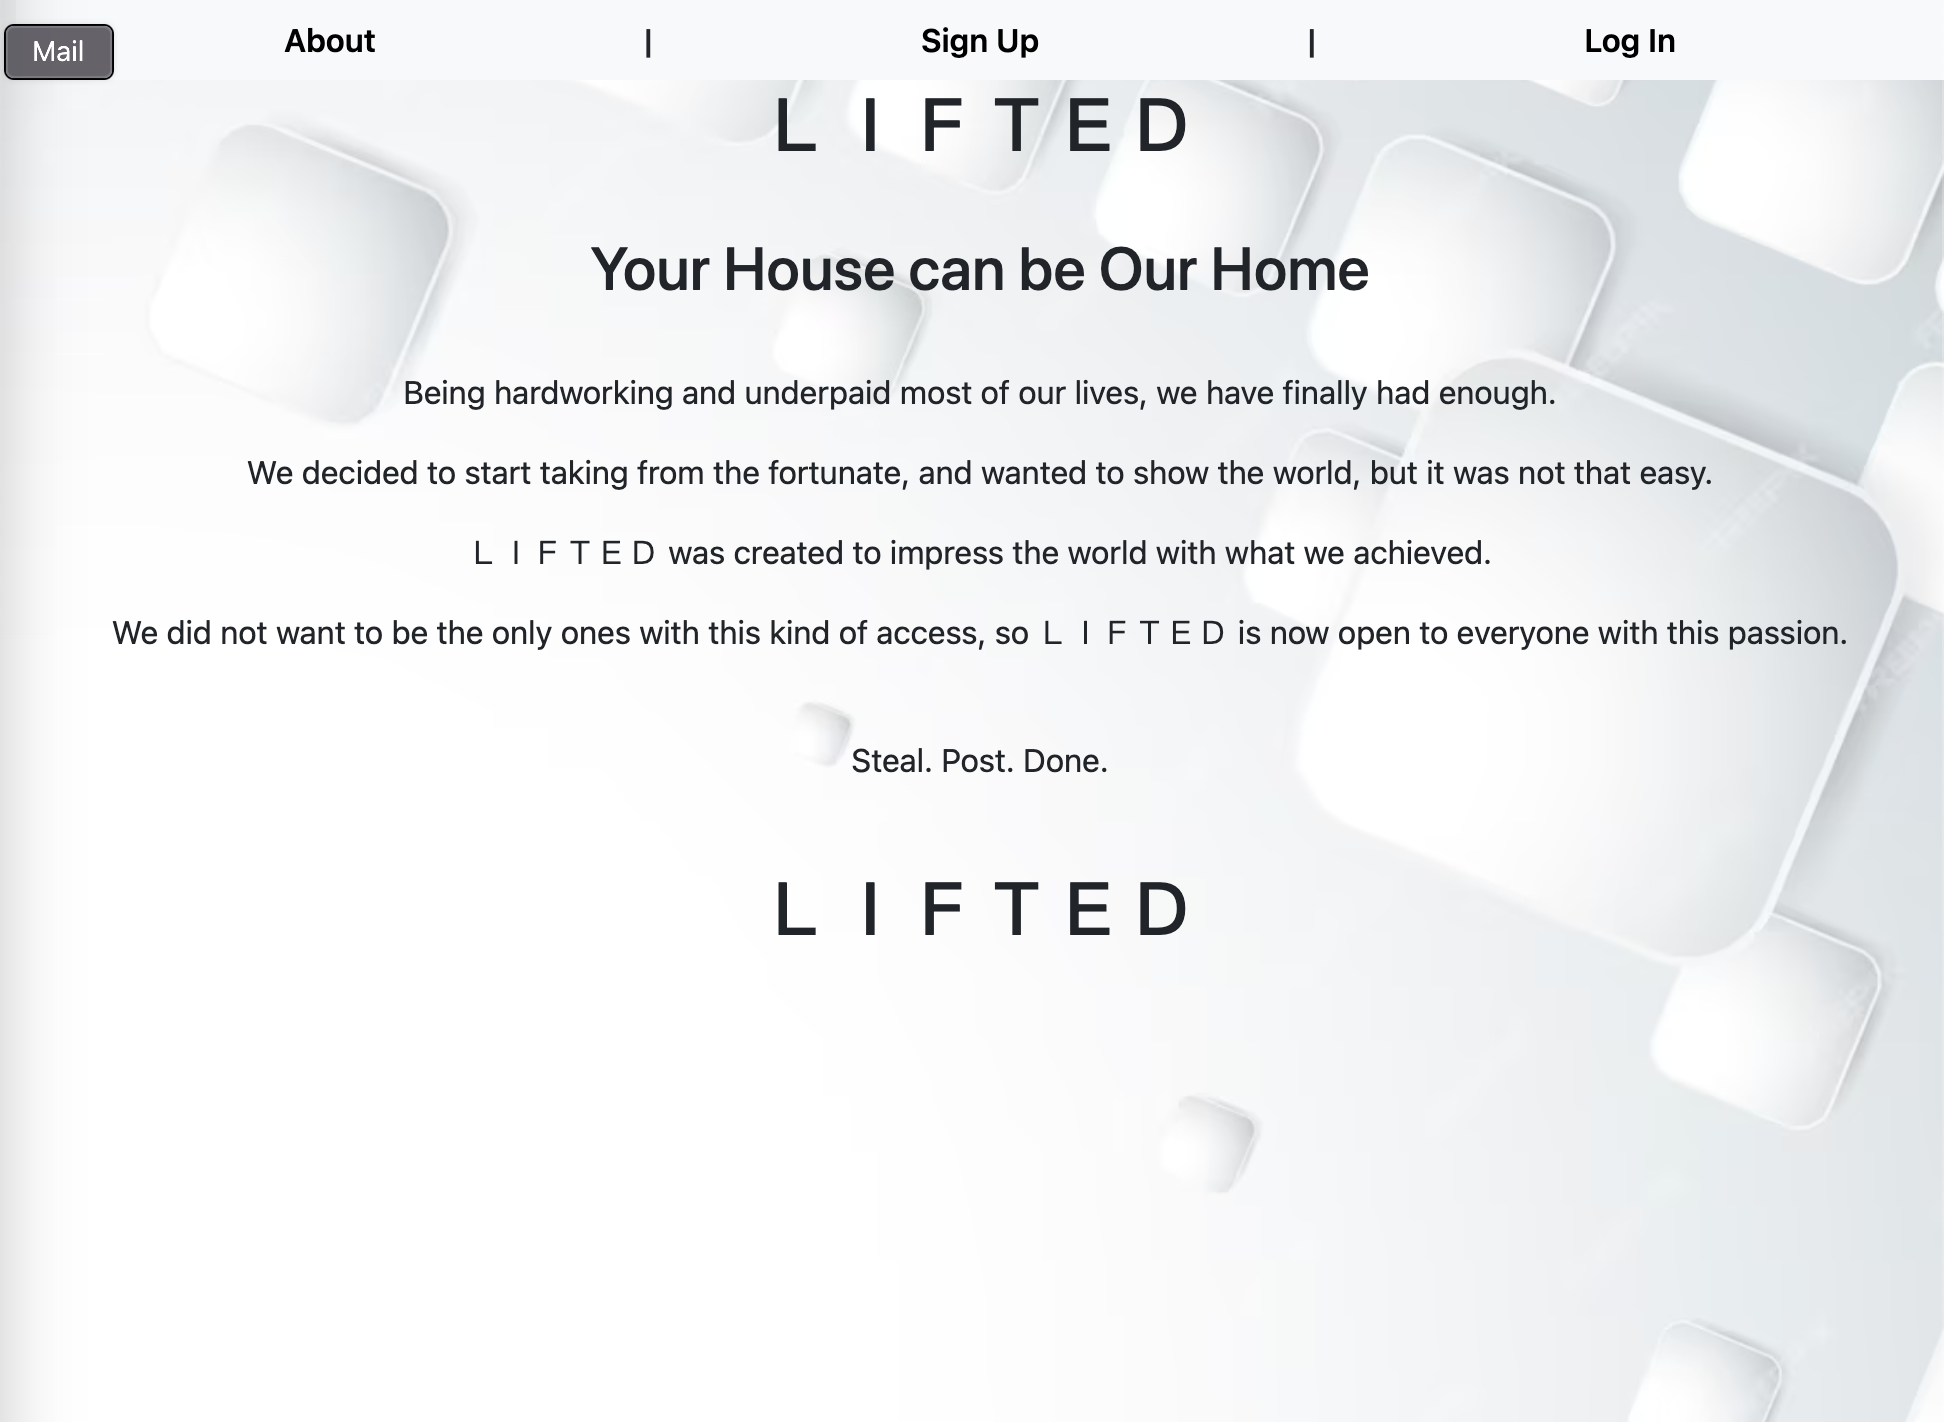 Mail
About | Sign Up | Log In
L I F T E D
Your House can be Our Home
Being hardworking and underpaid most of our lives, we have finally had enough.
We decided to start taking from the fortunate, and wanted to show the world, but it was not that easy.
L I F T E D was created to impress the world with what we achieved.
We did not want to be the only ones with this kind of access, so L I F T E D is now open to everyone with this passion.
Steal. Post. Done.
L I F T E D